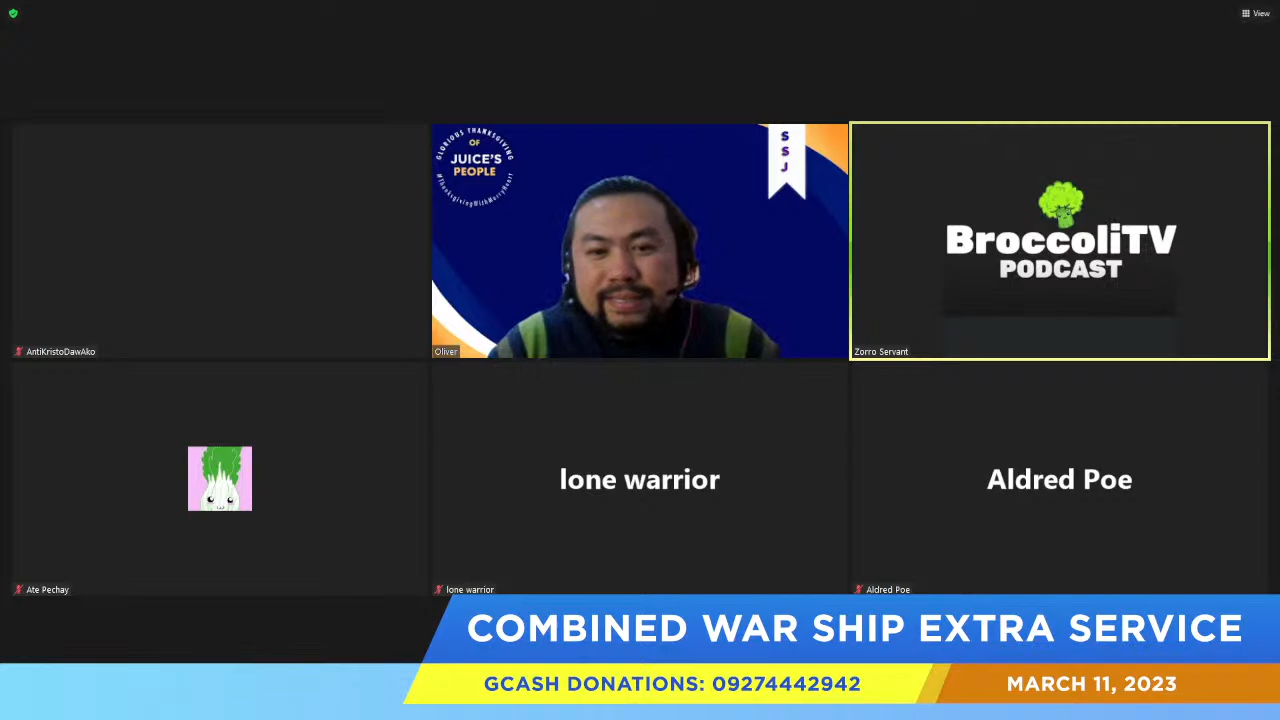 View
GLORIOUS THANKSGIVING
OF
JUICE'S
PEOPLE
#ThanksgivingWithMerryHeart
S
S
J
BroccoliTV
PODCAST
AntiKristoDawAko
Oliver
Zorro Servant
lone warrior
Aldred Poe
Ate Pechay
lone warrior
Aldred Poe
COMBINED WAR SHIP EXTRA SERVICE
GCASH DONATIONS: 09274442942
MARCH 11, 2023